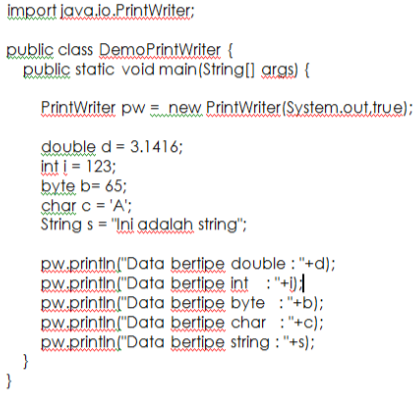 import java.io.PrintWriter;
public class DemoPrintWriter {
public static void main(String[] args) {
PrintWriter pw = new PrintWriter(System.out,true);
double d = 3.1416;
int i = 123;
byte b= 65;
char c = 'A';
String s = "Ini adalah string";
pw.println("Data bertipe double : "+d);
pw.println("Data bertipe int : "+i);
pw.println("Data bertipe byte : "+b);
pw.println("Data bertipe char : "+c);
pw.println("Data bertipe string : "+s);
}
}